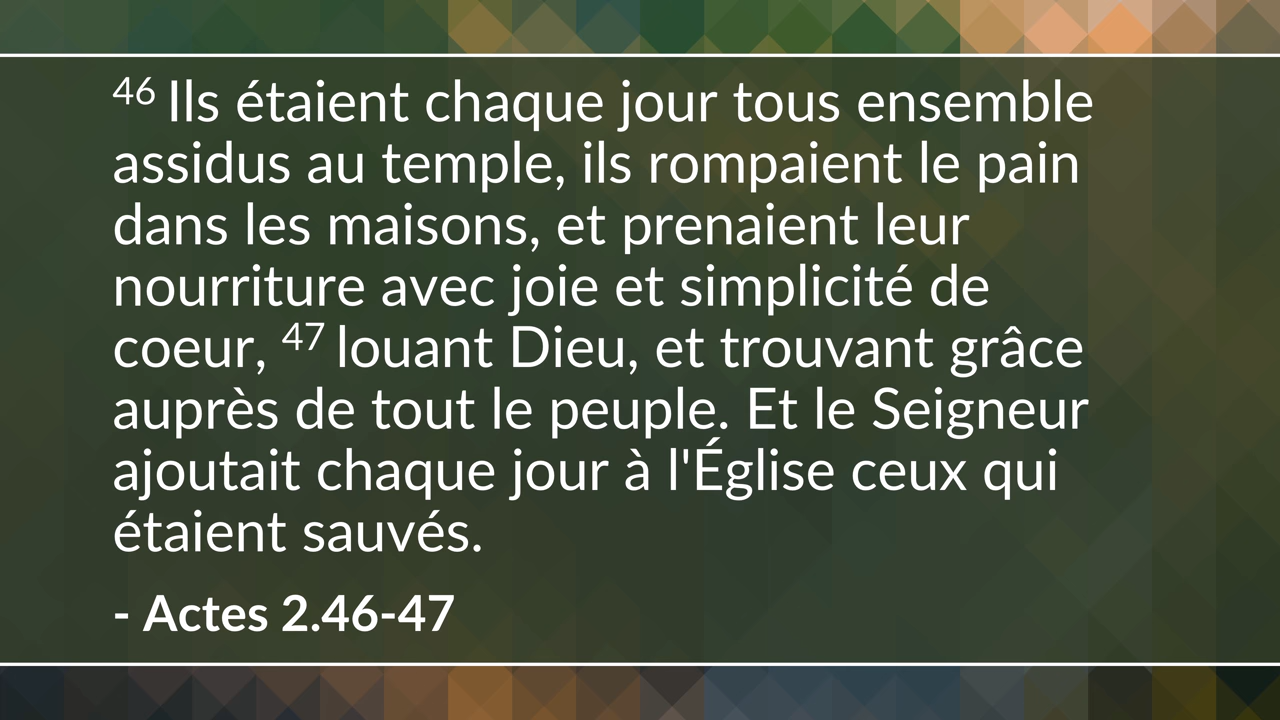 46 Ils étaient chaque jour tous ensemble
assidus au temple, ils rompaient le pain
dans les maisons, et prenaient leur
nourriture avec joie et simplicité de
coeur, 47 louant Dieu, et trouvant grâce
auprès de tout le peuple. Et le Seigneur
ajoutait chaque jour à l'Église ceux qui
étaient sauvés.
- Actes 2.46-47